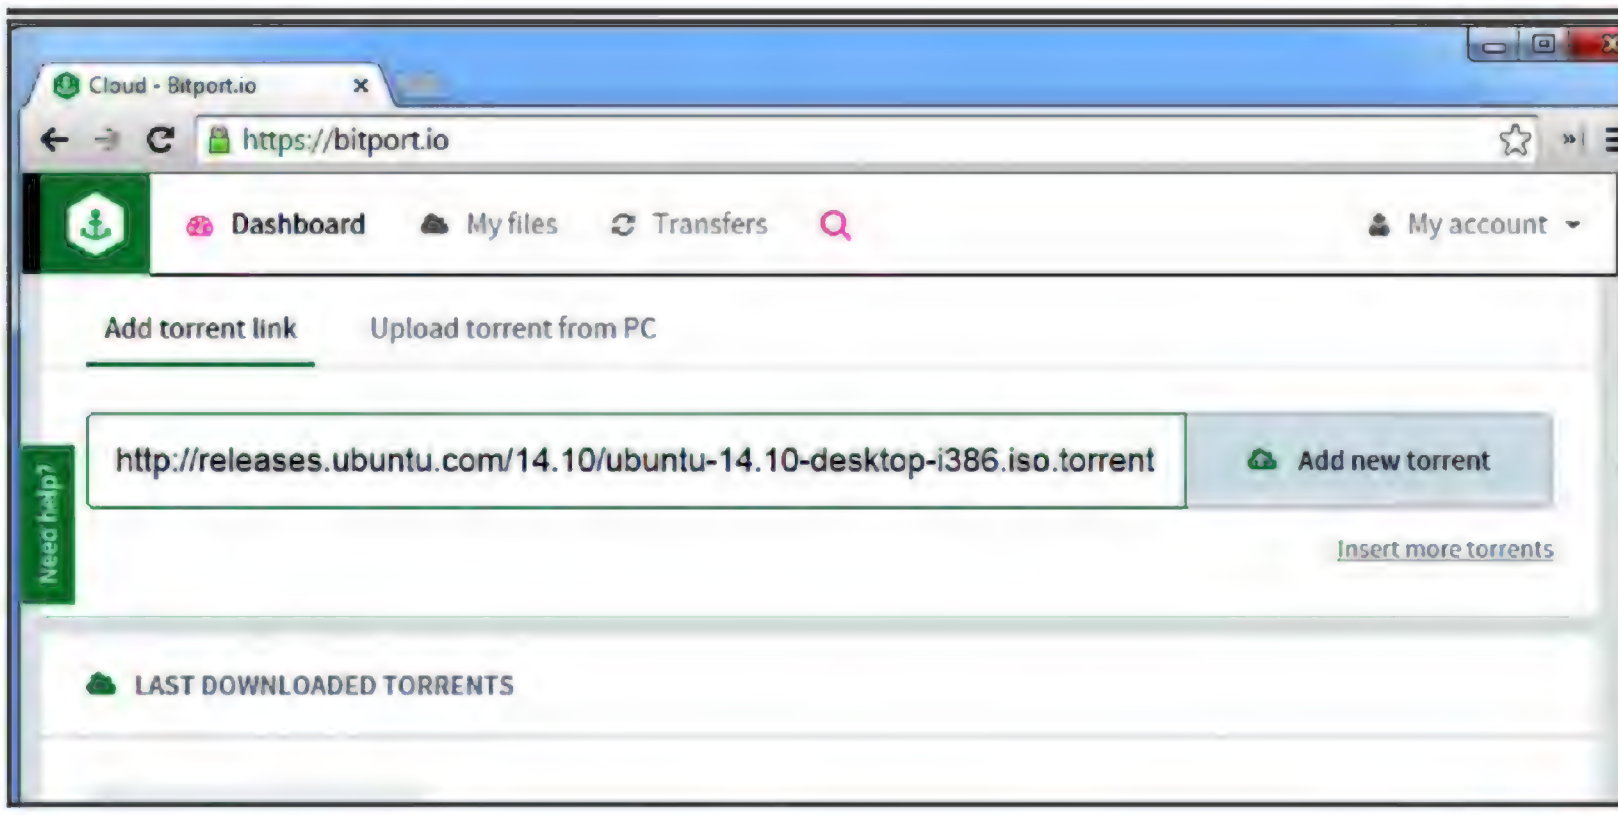 Cloud - Bitport.io
https://bitport.io
Dashboard My files Transfers My account
Add torrent link Upload torrent from PC
http://releases.ubuntu.com/14.10/ubuntu-14.10-desktop-i386.iso.torrent Add new torrent
Need help?
Insert more torrents
LAST DOWNLOADED TORRENTS